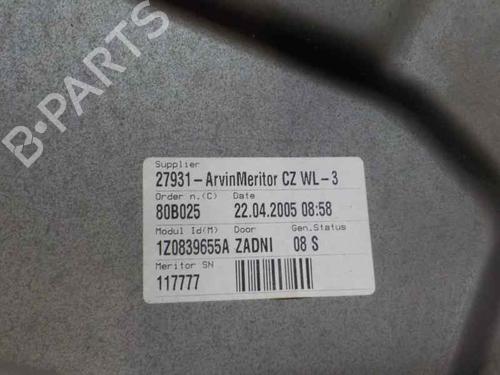 B-PARTS
Supplier
27931-ArvinMeritor CZ WL-3
Order n.(C) Date
80B025 22.04.2005 08:58
Modul Id(M) Door Gen.Status
1Z0839655A ZADNI 08 S
Meritor SN
117777